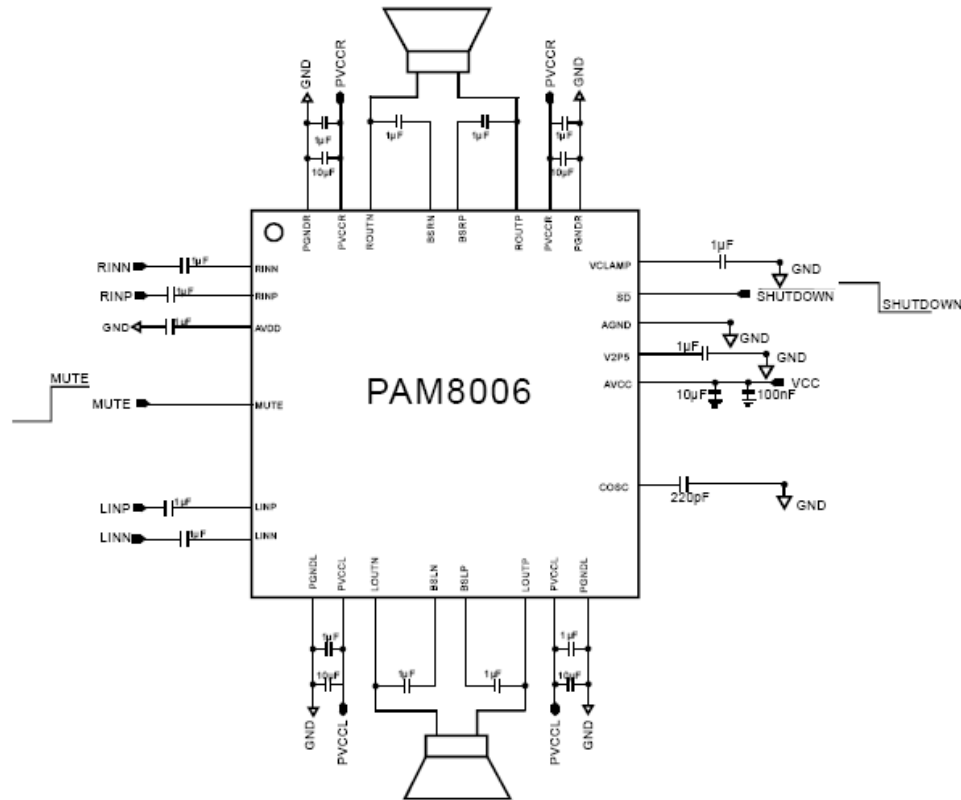 GND
PVCCR
PVCCR
GND
1µF
10µF
1µF
1µF
1µF
10µF
PGNDR
PVCCR
ROUTN
BSRN
BSRP
ROUTP
PVCCR
PGNDR
RINN
1µF
RINN
RINP
1µF
RINP
GND
1µF
AVDD
MUTE
MUTE
MUTE
LINP
1µF
LINP
LINN
1µF
LINN
PAM8006
VCLAMP
1µF
GND
SD
SHUTDOWN
SHUTDOWN
AGND
GND
V2P5
1µF
GND
AVCC
VCC
10µF
100nF
COSC
220pF
GND
PGNDL
PVCCL
LOUTN
BSLN
BSLP
LOUTP
PVCCL
PGNDL
1µF
10µF
1µF
1µF
1µF
10µF
GND
PVCCL
PVCCL
GND